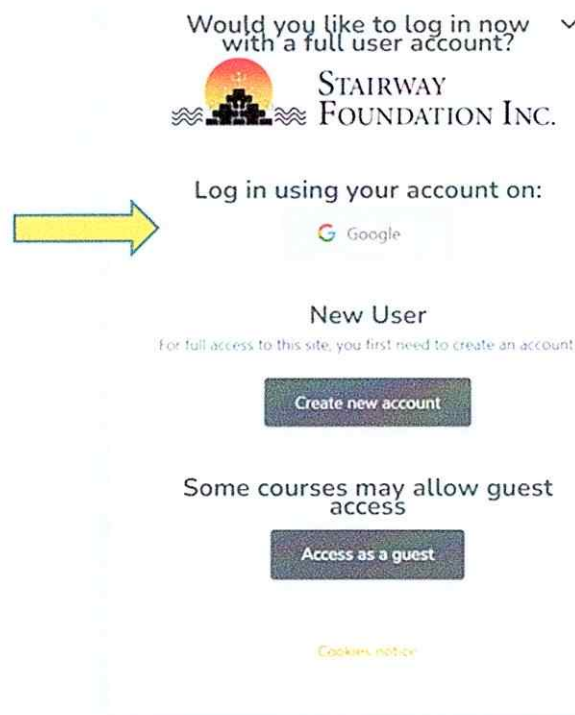 Would you like to log in now
with a full user account?
STAIRWAY
FOUNDATION INC.
Log in using your account on:
Google
New User
For full access to this site, you first need to create an account
Create new account
Some courses may allow guest
access
Access as a guest
Cookies notice